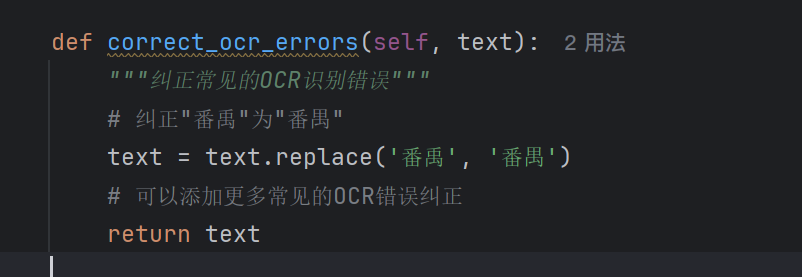 def correct_ocr_errors(self, text): 2 用法
"""纠正常见的OCR识别错误"""
# 纠正"番禹"为"番禺"
text = text.replace('番禹', '番禺')
# 可以添加更多常见的OCR错误纠正
return text